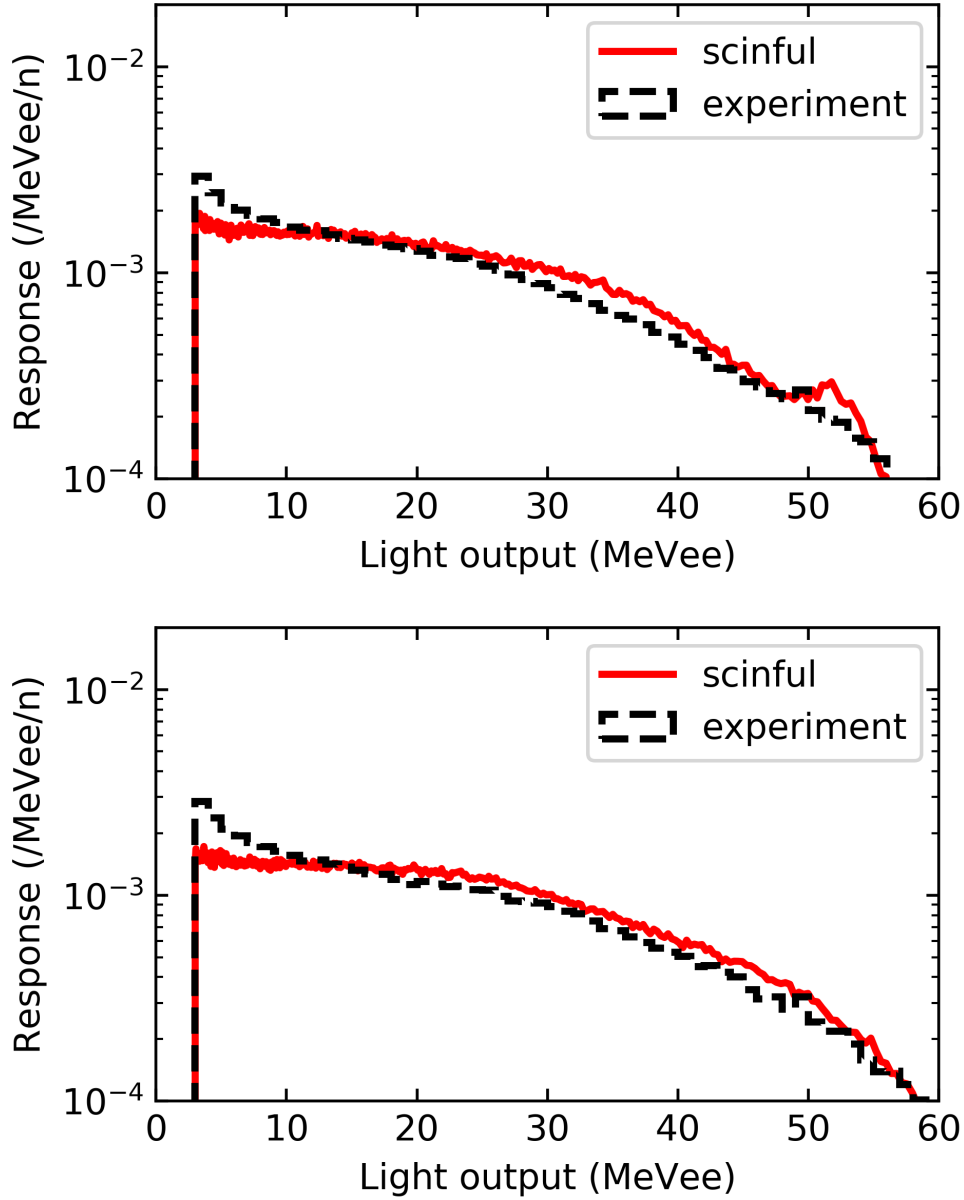 Response (/MeVee/n)
10⁻²
10⁻³
10⁻⁴
scinful
experiment
0 10 20 30 40 50 60
Light output (MeVee)
Response (/MeVee/n)
10⁻²
10⁻³
10⁻⁴
scinful
experiment
0 10 20 30 40 50 60
Light output (MeVee)